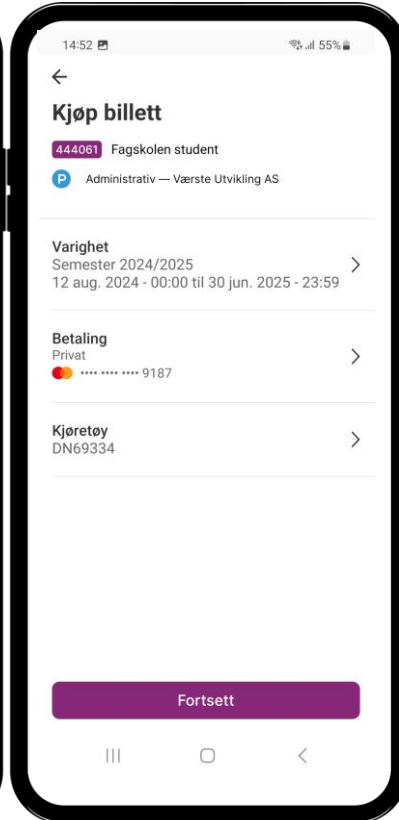 14:52 55%
Kjøp billett
444061 Fagskolen student
P Administrativ — Værste Utvikling AS
Varighet
Semester 2024/2025
12 aug. 2024 - 00:00 til 30 jun. 2025 - 23:59
Betaling
Privat
•••• •••• •••• 9187
Kjøretøy
DN69334
Fortsett